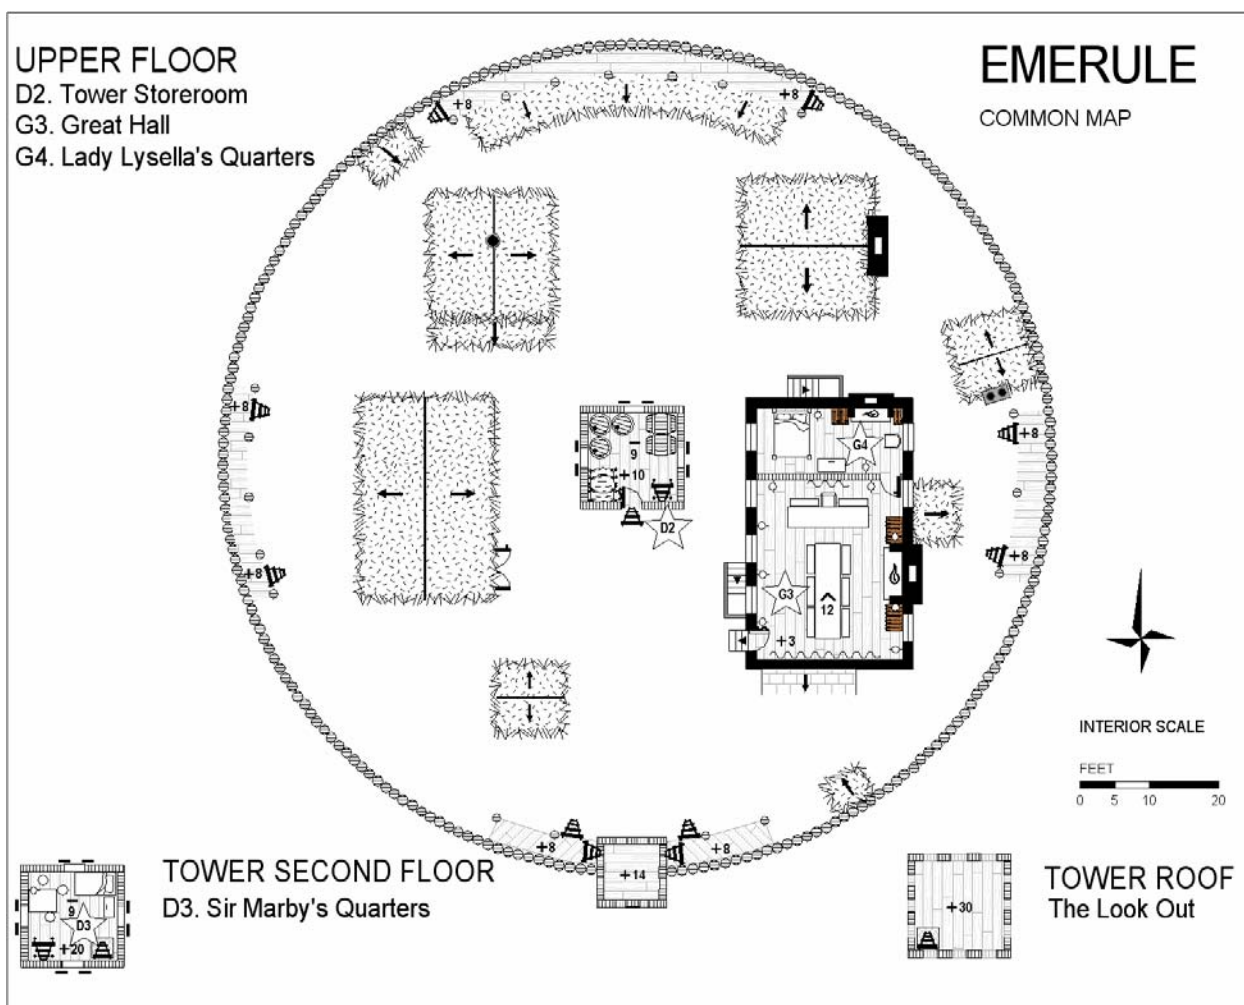 UPPER FLOOR
D2. Tower Storeroom
G3. Great Hall
G4. Lady Lysella's Quarters
EMERULE
COMMON MAP
+8
+8
+8
+8
+8
+8
G4
9
+10
D2
G3
12
+3
INTERIOR SCALE
FEET
0 5 10 20
+8
+8
+14
TOWER SECOND FLOOR
D3. Sir Marby's Quarters
9
D3
+20
+30
TOWER ROOF
The Look Out